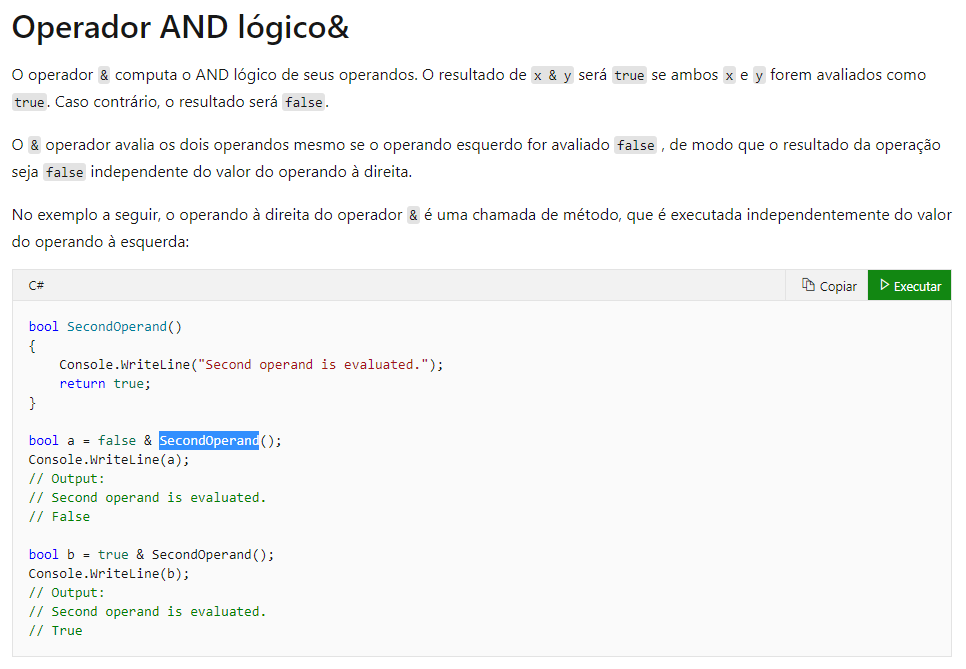 Operador AND lógico&
O operador & computa o AND lógico de seus operandos. O resultado de x & y será true se ambos x e y forem avaliados como
true. Caso contrário, o resultado será false.
O & operador avalia os dois operandos mesmo se o operando esquerdo for avaliado false , de modo que o resultado da operação
seja false independente do valor do operando à direita.
No exemplo a seguir, o operando à direita do operador & é uma chamada de método, que é executada independentemente do valor
do operando à esquerda:
C# Copiar Executar
bool SecondOperand()
{
    Console.WriteLine("Second operand is evaluated.");
    return true;
}
bool a = false & SecondOperand();
Console.WriteLine(a);
// Output:
// Second operand is evaluated.
// False
bool b = true & SecondOperand();
Console.WriteLine(b);
// Output:
// Second operand is evaluated.
// True